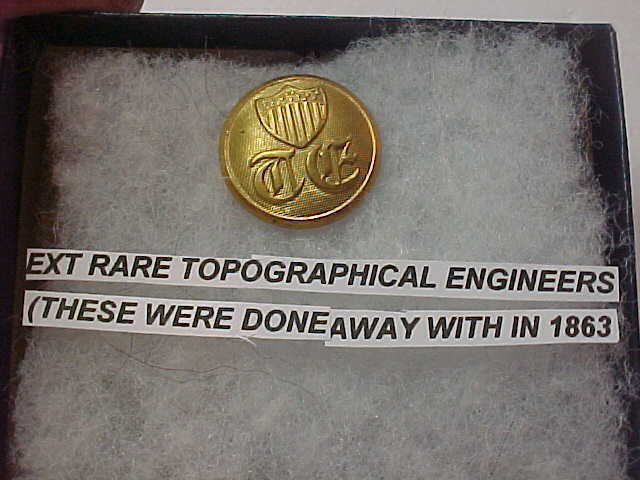 T E
EXT RARE TOPOGRAPHICAL ENGINEERS
(THESE WERE DONE AWAY WITH IN 1863